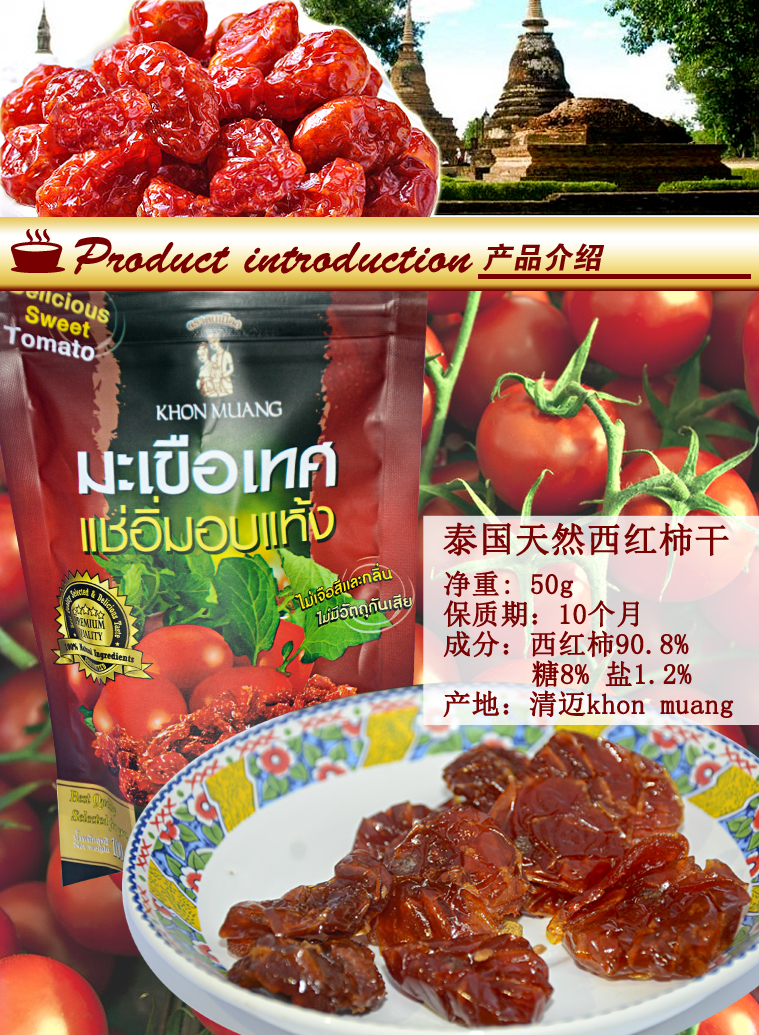 Product introduction 产品介绍
Delicious
Sweet
Tomato
KHON MUANG
มะเขือเทศ
แช่อิ่มอบแห้ง
ไม่เจือสีและกลิ่น
ไม่มีวัตถุกันเสีย
PREMIUM
QUALITY
泰国天然西红柿干
净重: 50g
保质期: 10个月
成分: 西红柿90.8%
糖8% 盐1.2%
产地: 清迈khon muang
Best
Selected